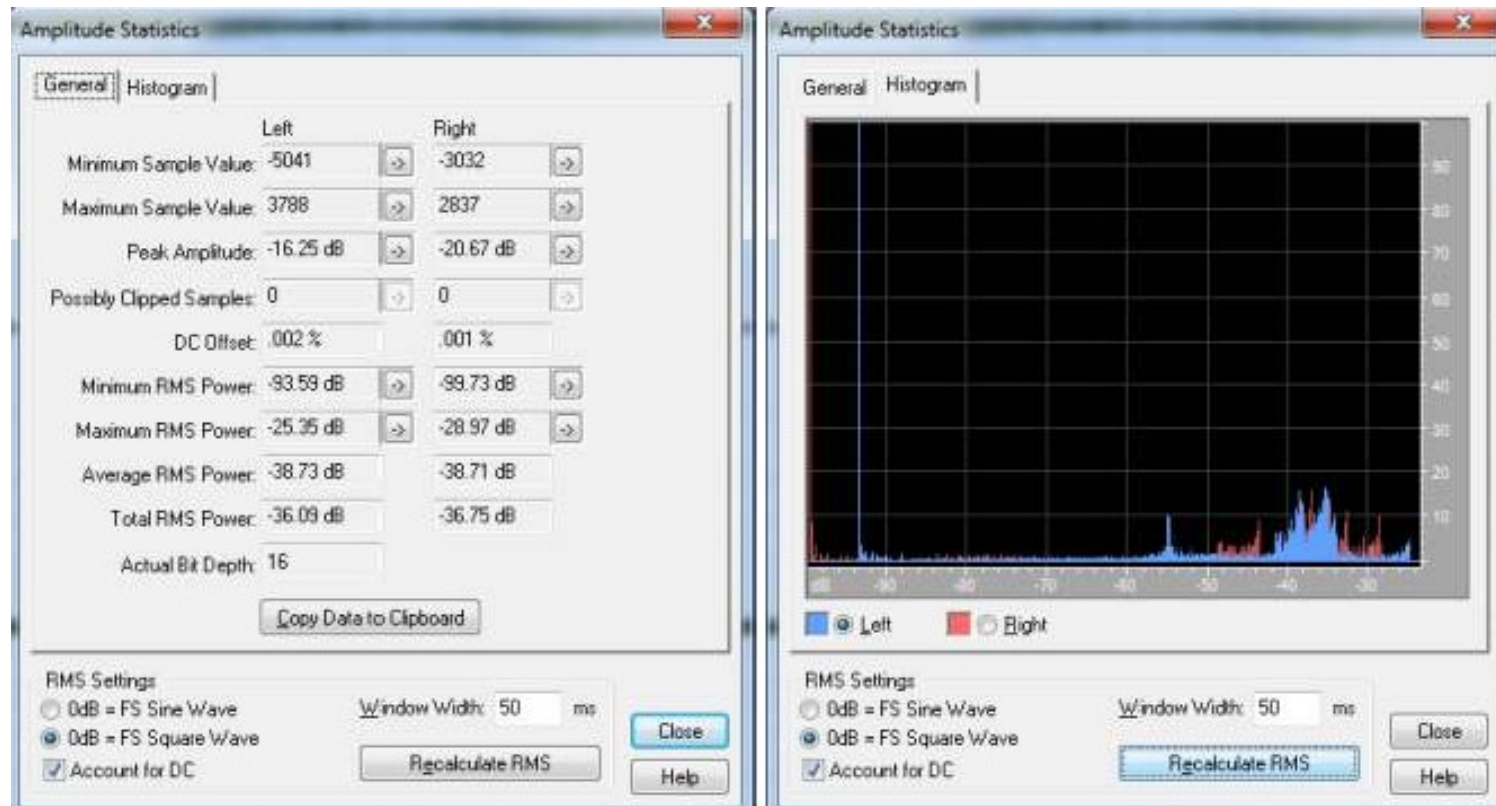 Amplitude Statistics
General Histogram
Left Right
Minimum Sample Value: -5041 -> -3032 ->
Maximum Sample Value: 3788 -> 2837 ->
Peak Amplitude: -16.25 dB -> -20.67 dB ->
Possibly Clipped Samples: 0 -> 0 ->
DC Offset: .002 % .001 %
Minimum RMS Power: -93.59 dB -> -99.73 dB ->
Maximum RMS Power: -25.35 dB -> -28.97 dB ->
Average RMS Power: -38.73 dB -38.71 dB
Total RMS Power: -36.09 dB -36.75 dB
Actual Bit Depth: 16
Copy Data to Clipboard
RMS Settings
0dB = FS Sine Wave
0dB = FS Square Wave
Account for DC
Window Width: 50 ms
Recalculate RMS
Close
Help
Amplitude Statistics
General Histogram
90
80
70
60
50
40
30
20
10
dB -90 -80 -70 -60 -50 -40 -30
Left Right
RMS Settings
0dB = FS Sine Wave
0dB = FS Square Wave
Account for DC
Window Width: 50 ms
Recalculate RMS
Close
Help